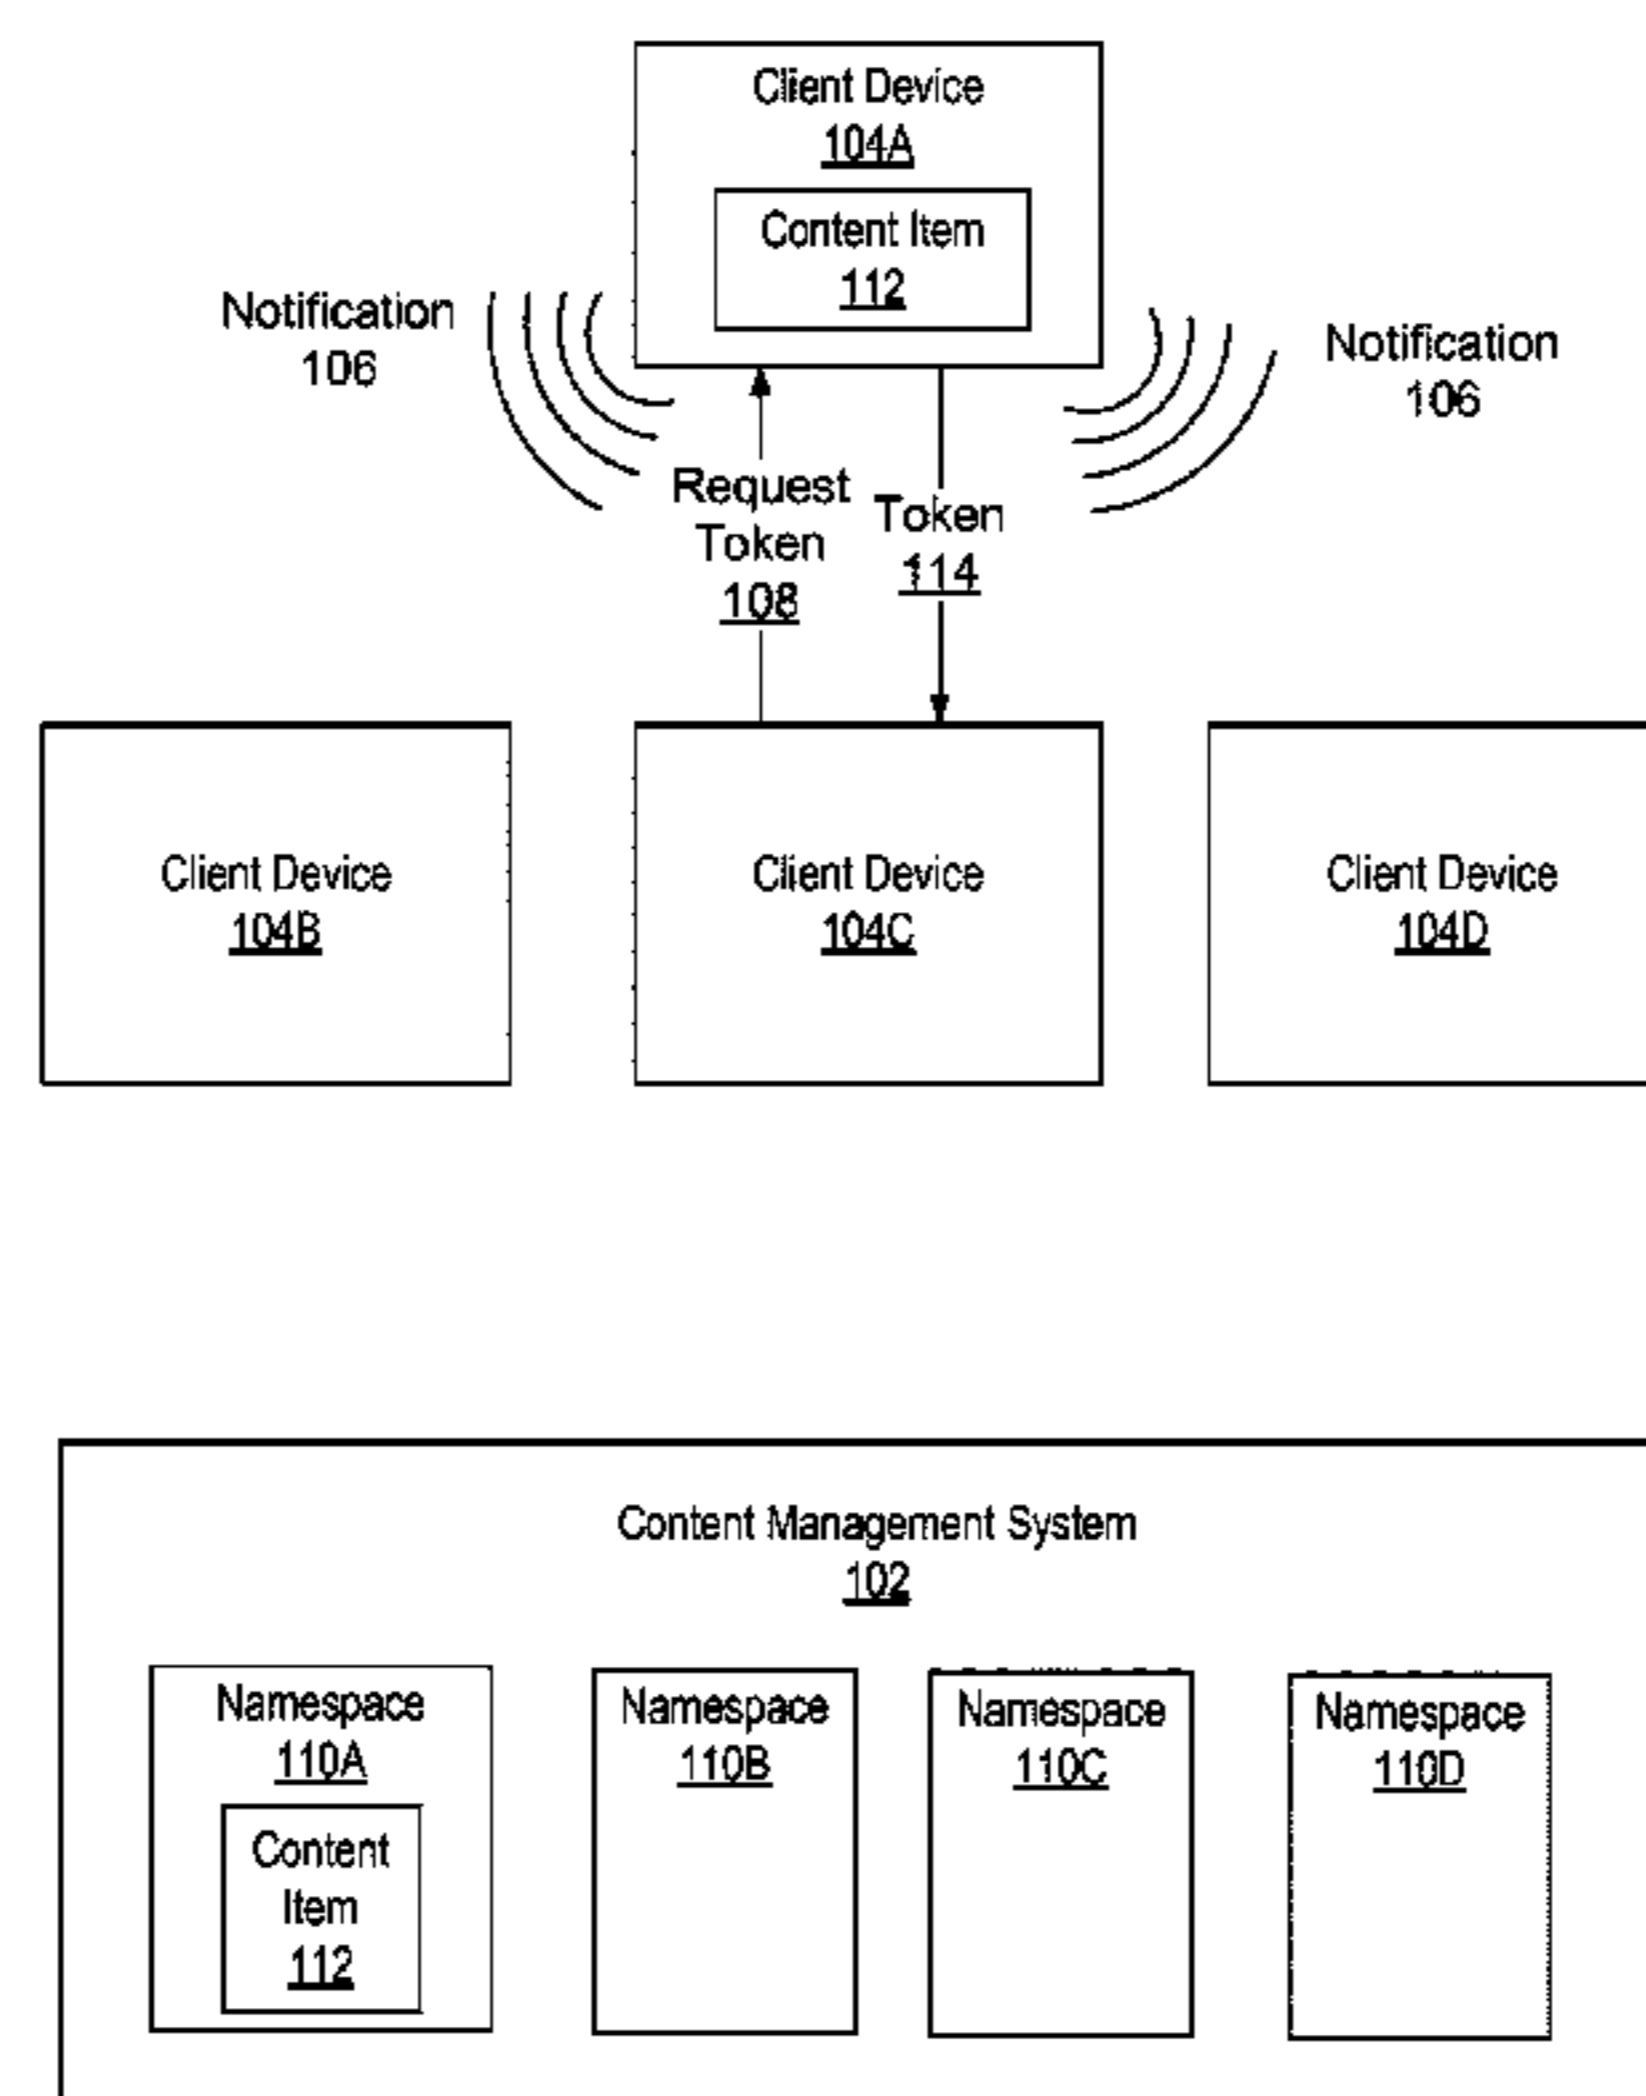 Client Device
104A
Content Item
112
Notification
106
Notification
106
Request
Token
108
Token
114
Client Device
104B
Client Device
104C
Client Device
104D
Content Management System
102
Namespace
110A
Content
Item
112
Namespace
110B
Namespace
110C
Namespace
110D